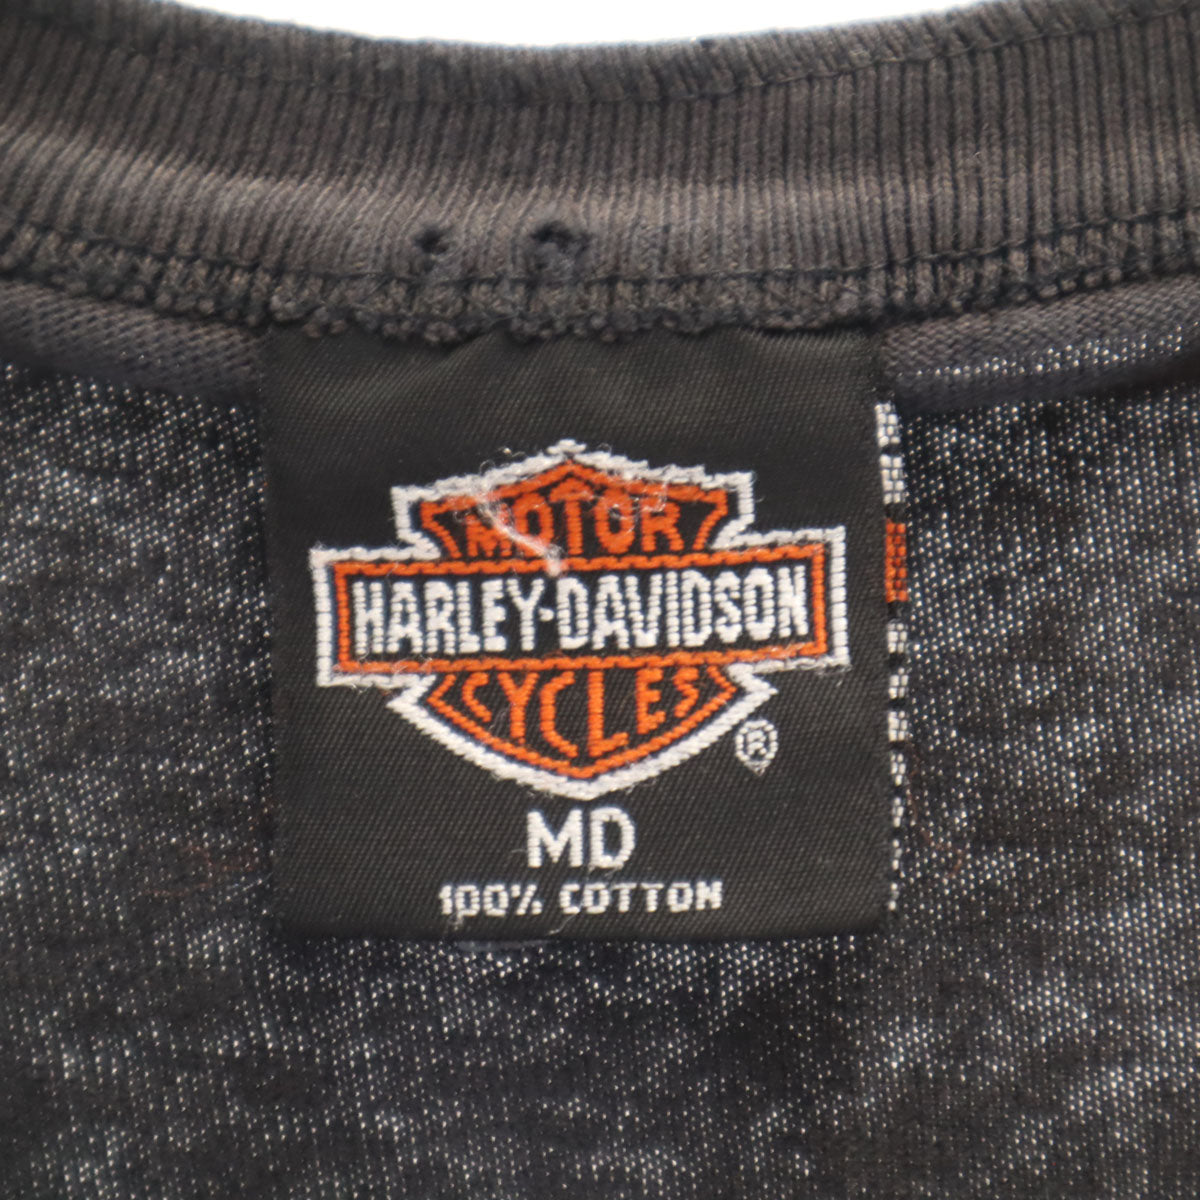 MOTOR
HARLEY-DAVIDSON
CYCLES
®
MD
100% COTTON